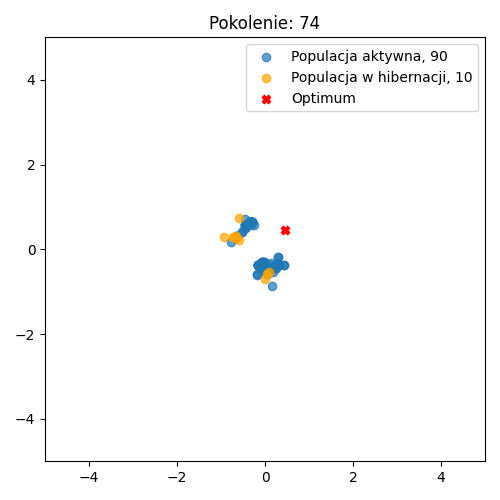 Pokolenie: 74
Populacja aktywna, 90
Populacja w hibernacji, 10
Optimum
4
2
0
−2
−4
−4 −2 0 2 4